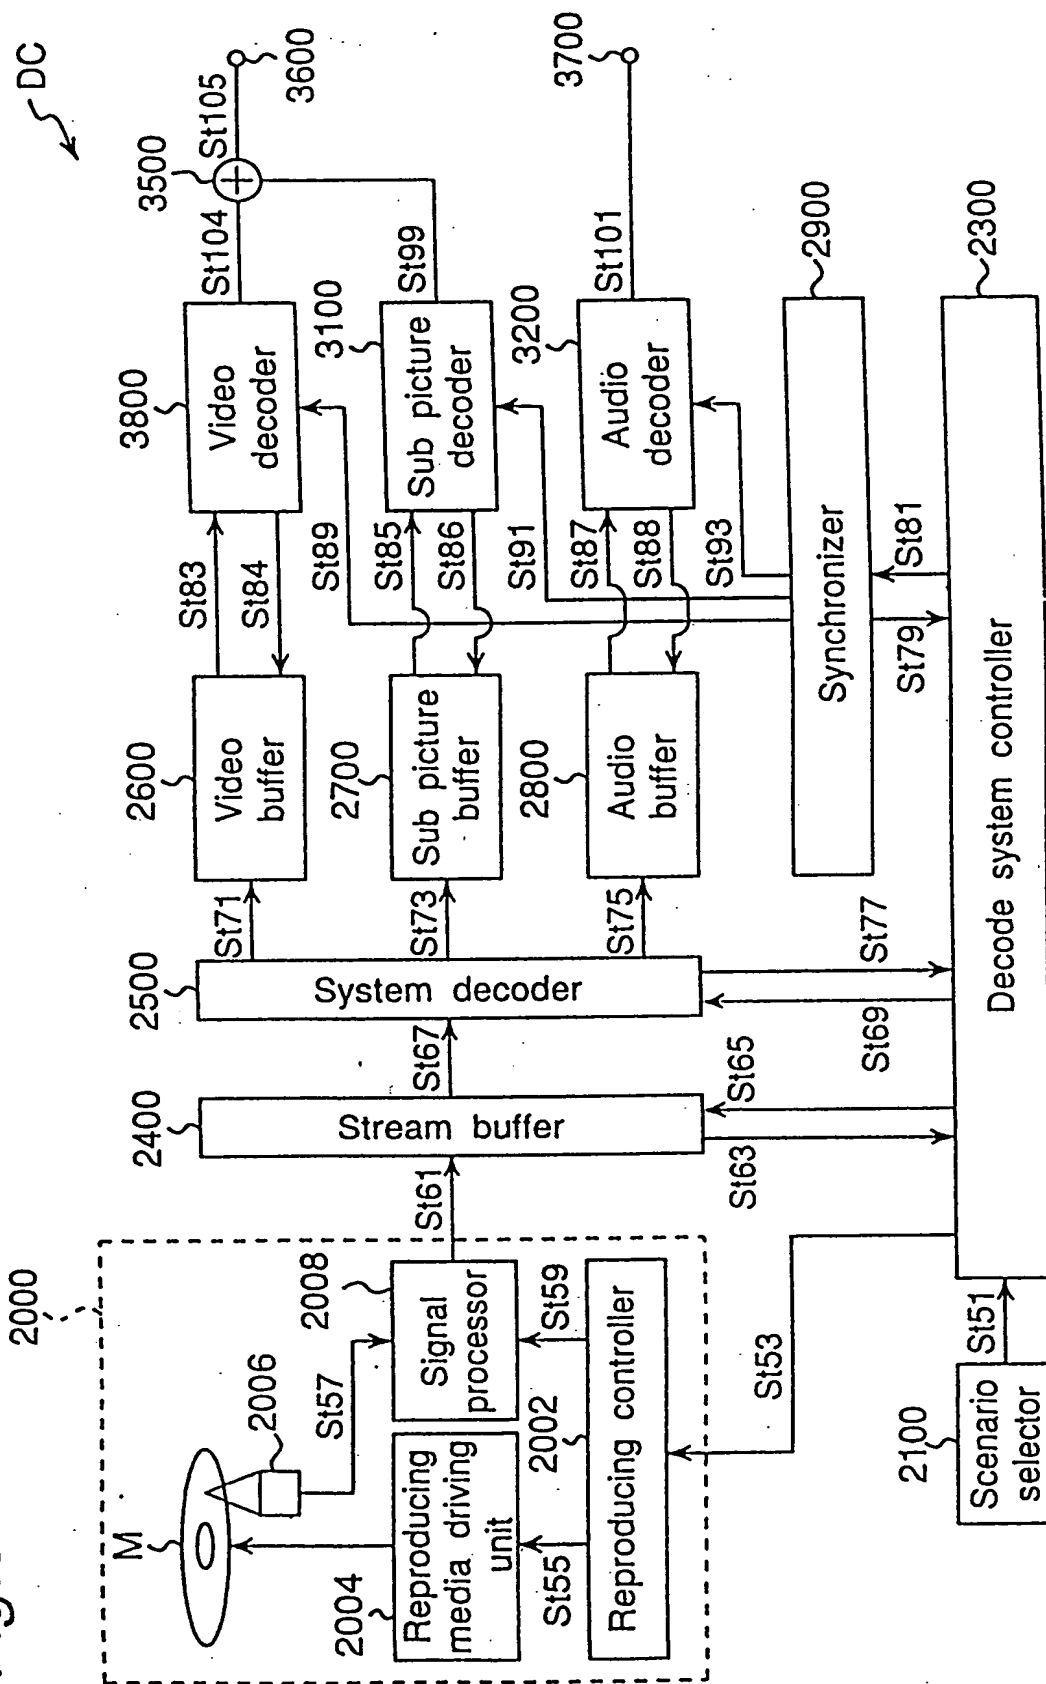 DC
2000
M
2006
St57
2008
Signal
processor
2004
Reproducing
media driving
unit
St55
2002
St59
Reproducing controller
St53
2100
Scenario
selector
St51
St61
2400
Stream buffer
St63
St65
St67
2500
System decoder
St69
St77
St71
St73
St75
2600
Video
buffer
2700
Sub picture
buffer
2800
Audio
buffer
St83
St84
St89
St85
St86
St91
St87
St88
St93
3800
Video
decoder
3100
Sub picture
decoder
3200
Audio
decoder
St104
3500
St105
3600
St99
St101
3700
Synchronizer
2900
St79
St81
Decode system controller
2300